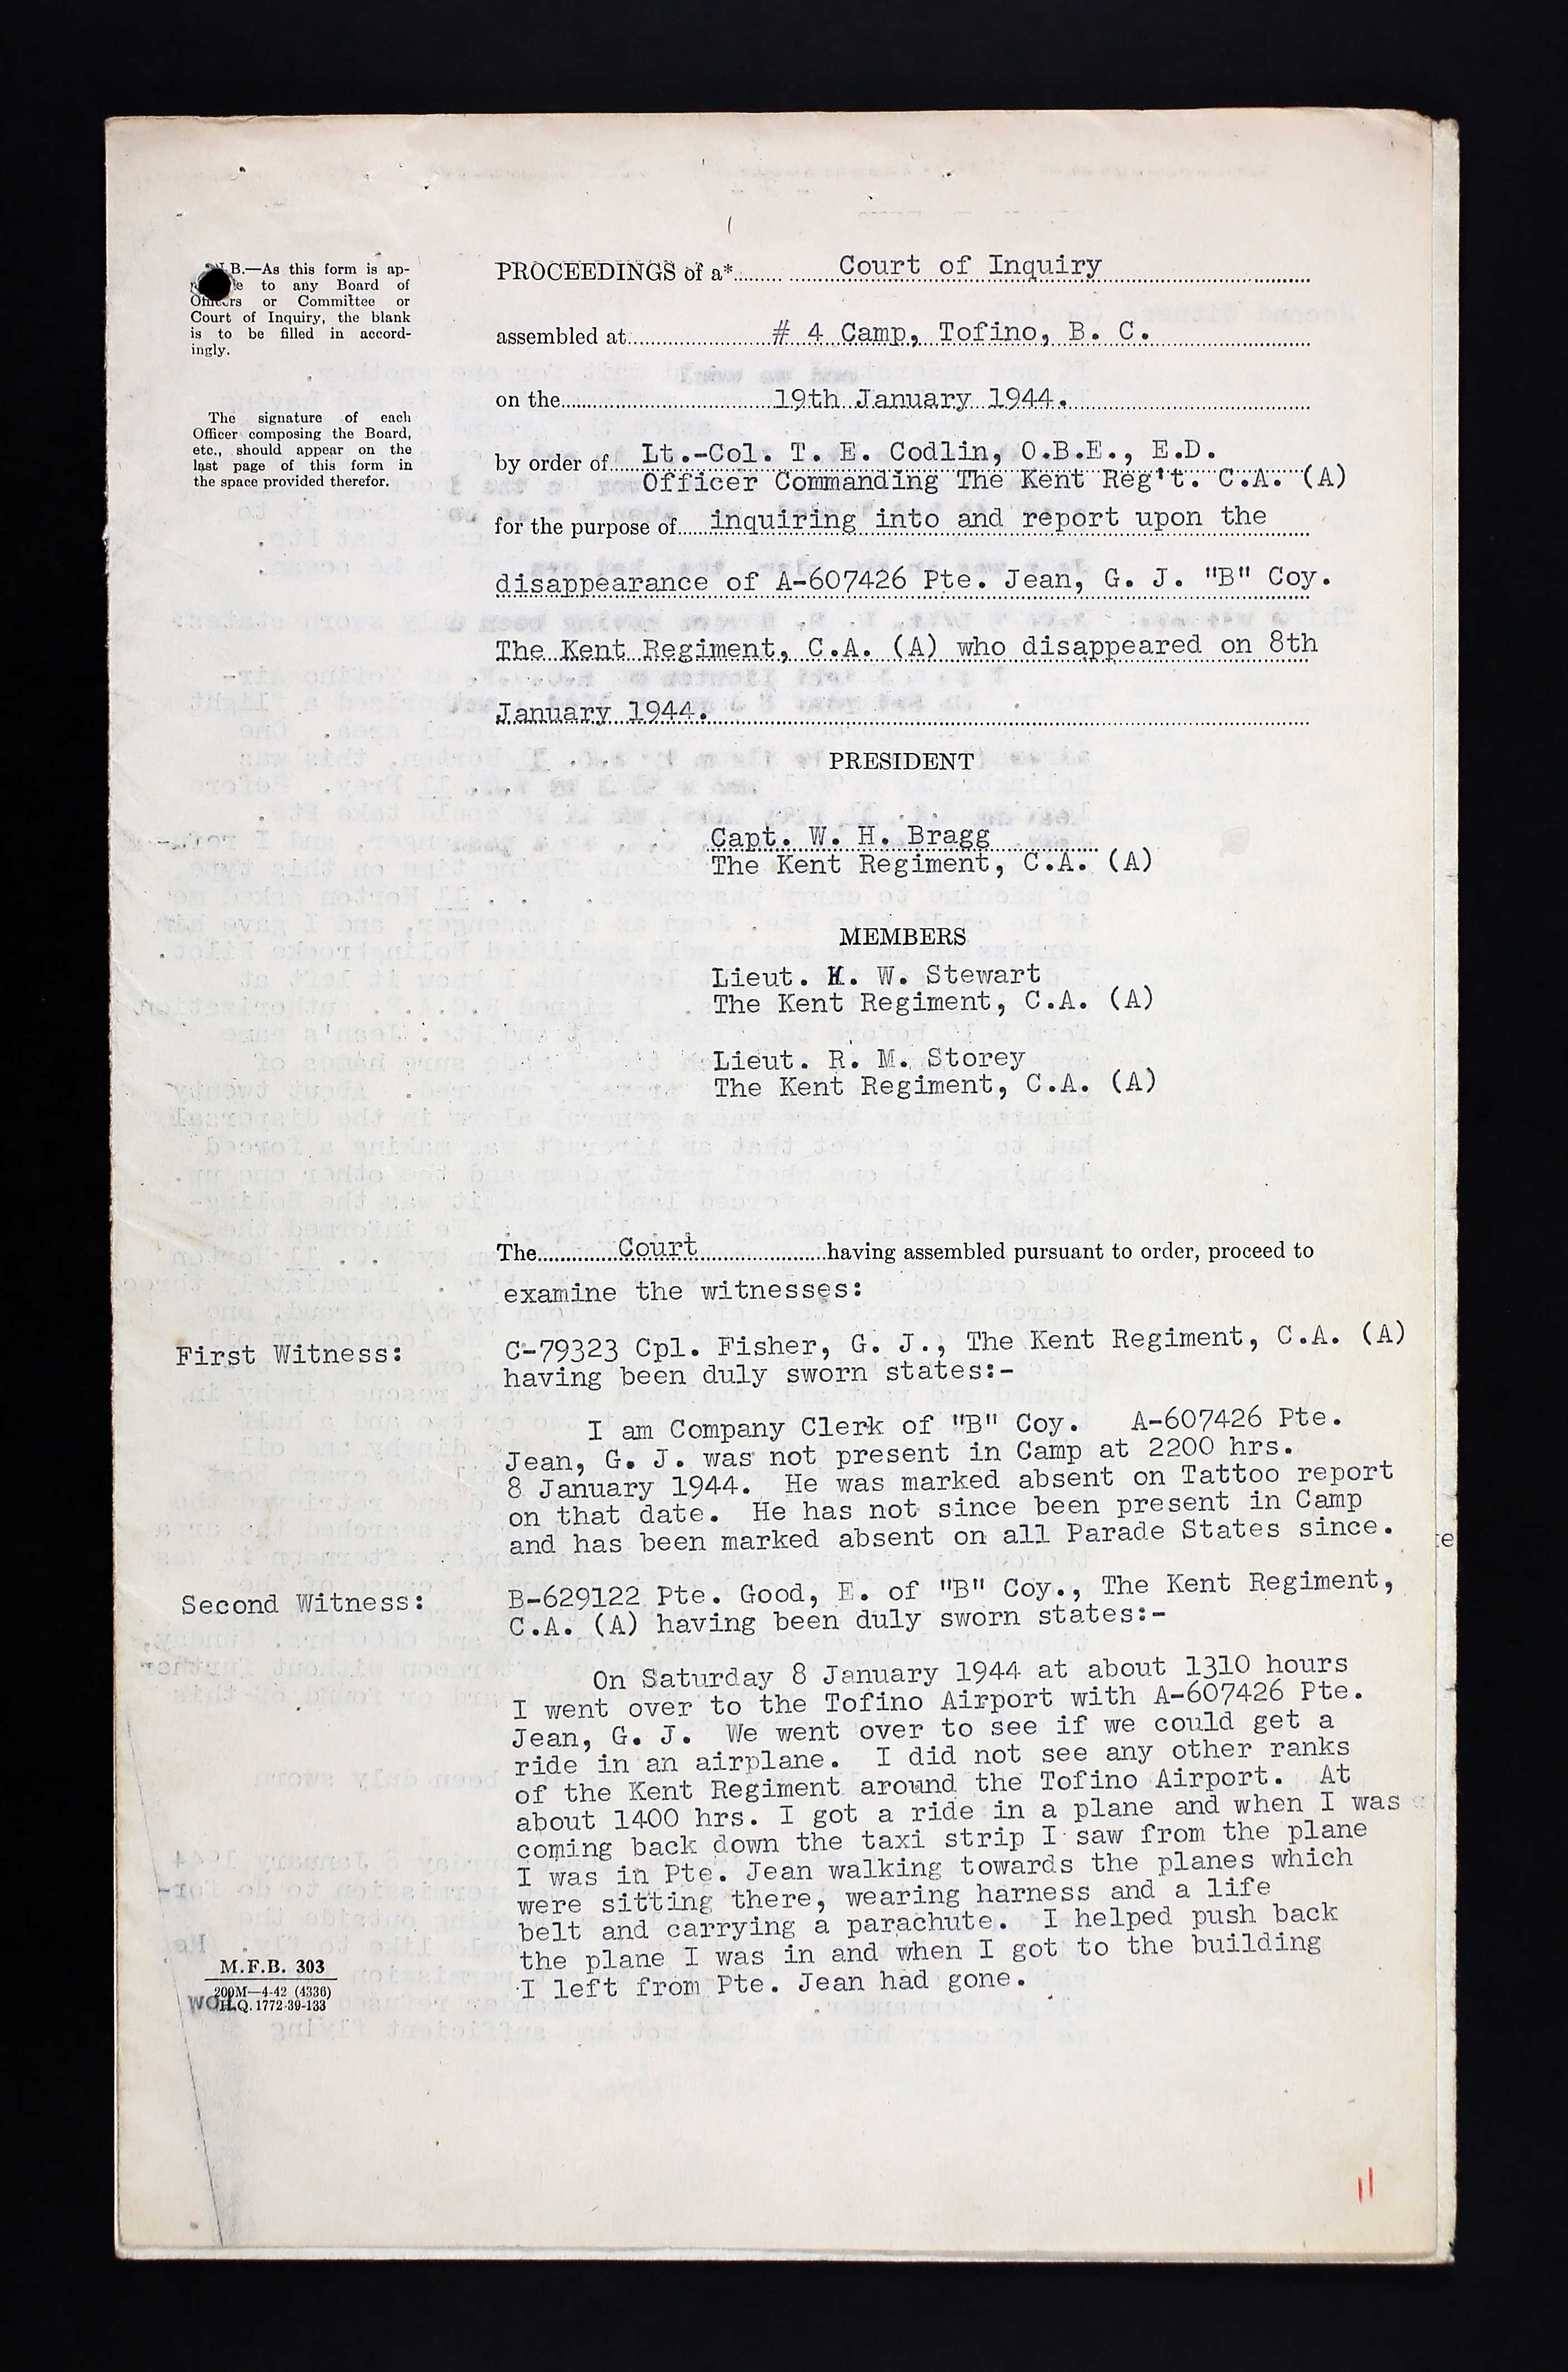 N.B.—As this form is ap-
e to any Board of
Officers or Committee or
Court of Inquiry, the blank
is to be filled in accord-
ingly.
The signature of each
Officer composing the Board,
etc., should appear on the
last page of this form in
the space provided therefor.
PROCEEDINGS of a* Court of Inquiry
assembled at # 4 Camp, Tofino, B. C.
on the 19th January 1944.
by order of Lt.-Col. T. E. Codlin, O.B.E., E.D.
Officer Commanding The Kent Reg't. C.A. (A)
for the purpose of inquiring into and report upon the
disappearance of A-607426 Pte. Jean, G. J. "B" Coy.
The Kent Regiment, C.A. (A) who disappeared on 8th
January 1944.
PRESIDENT
Capt. W. H. Bragg
The Kent Regiment, C.A. (A)
MEMBERS
Lieut. W. Stewart
The Kent Regiment, C.A. (A)
Lieut. R. M. Storey
The Kent Regiment, C.A. (A)
The Court having assembled pursuant to order, proceed to
examine the witnesses:
First Witness: C-79323 Cpl. Fisher, G. J., The Kent Regiment, C.A. (A)
having been duly sworn states:-
I am Company Clerk of "B" Coy. A-607426 Pte.
Jean, G. J. was not present in Camp at 2200 hrs.
8 January 1944. He was marked absent on Tattoo report
on that date. He has not since been present in Camp
and has been marked absent on all Parade States since.
Second Witness: B-629122 Pte. Good, E. of "B" Coy., The Kent Regiment,
C.A. (A) having been duly sworn states:-
On Saturday 8 January 1944 at about 1310 hours
I went over to the Tofino Airport with A-607426 Pte.
Jean, G. J. We went over to see if we could get a
ride in an airplane. I did not see any other ranks
of the Kent Regiment around the Tofino Airport. At
about 1400 hrs. I got a ride in a plane and when I was
coming back down the taxi strip I saw from the plane
I was in Pte. Jean walking towards the planes which
were sitting there, wearing harness and a life
belt and carrying a parachute. I helped push back
the plane I was in and when I got to the building
I left from Pte. Jean had gone.
M.F.B. 303
200M—4-42 (4336)
H.Q. 1772-39-133
11